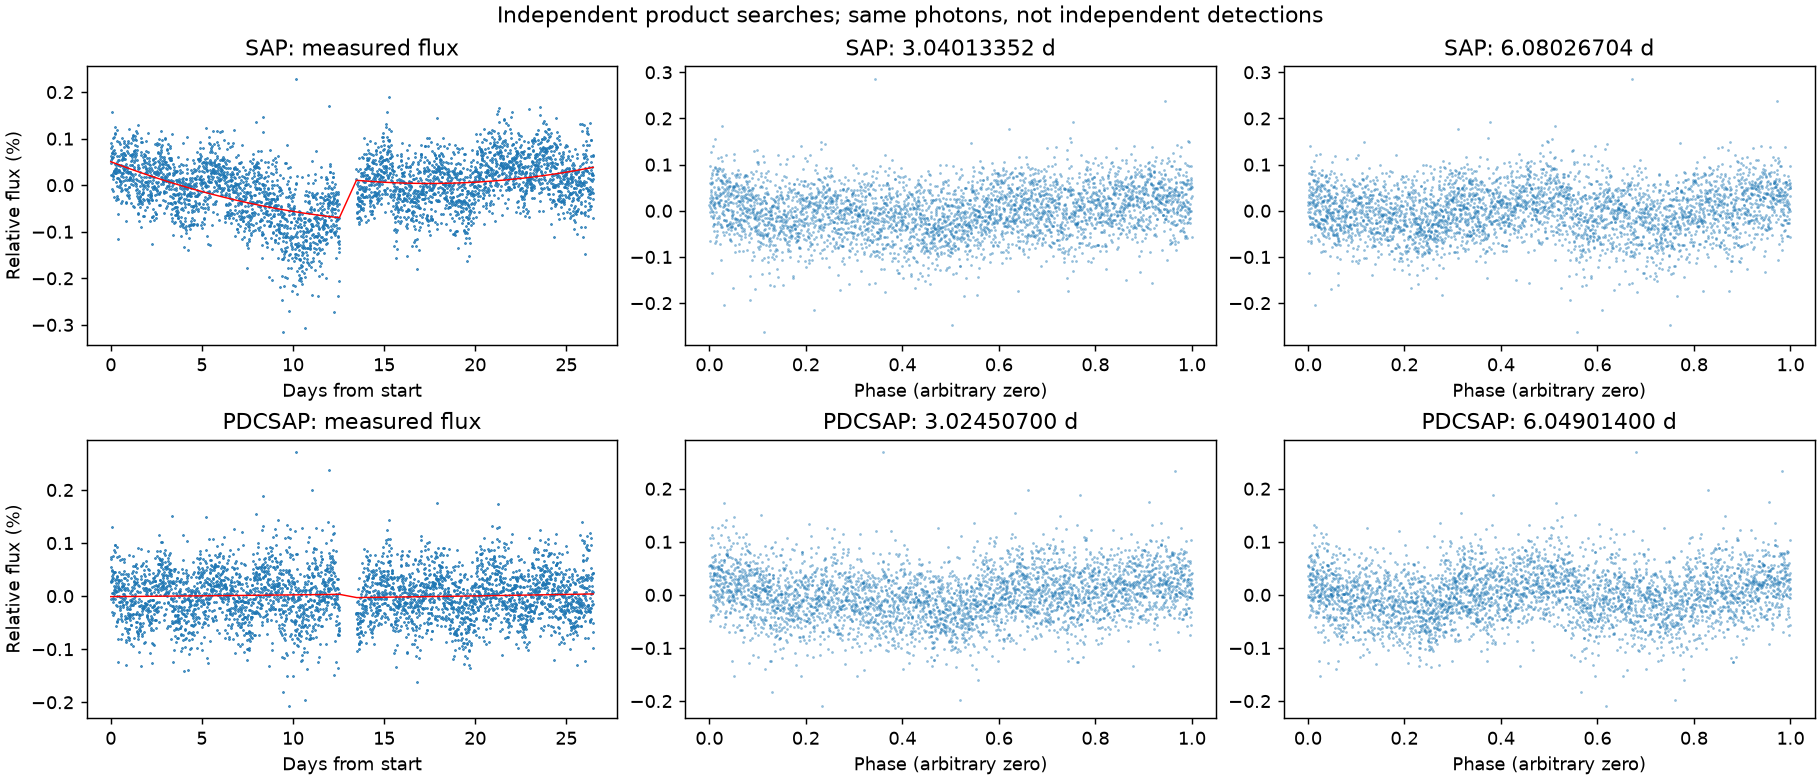 Independent product searches; same photons, not independent detections
SAP: measured flux
Relative flux (%)
0.2
0.1
0.0
−0.1
−0.2
−0.3
0 5 10 15 20 25
Days from start
SAP: 3.04013352 d
0.3
0.2
0.1
0.0
−0.1
−0.2
0.0 0.2 0.4 0.6 0.8 1.0
Phase (arbitrary zero)
SAP: 6.08026704 d
0.3
0.2
0.1
0.0
−0.1
−0.2
0.0 0.2 0.4 0.6 0.8 1.0
Phase (arbitrary zero)
PDCSAP: measured flux
Relative flux (%)
0.2
0.1
0.0
−0.1
−0.2
0 5 10 15 20 25
Days from start
PDCSAP: 3.02450700 d
0.2
0.1
0.0
−0.1
−0.2
0.0 0.2 0.4 0.6 0.8 1.0
Phase (arbitrary zero)
PDCSAP: 6.04901400 d
0.2
0.1
0.0
−0.1
−0.2
0.0 0.2 0.4 0.6 0.8 1.0
Phase (arbitrary zero)